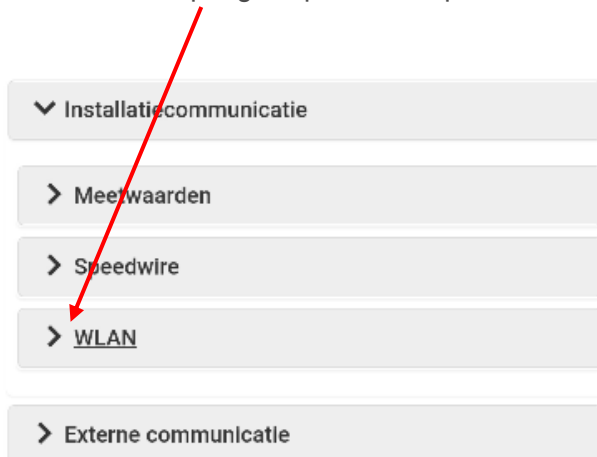 Installatiecommunicatie
Meetwaarden
Speedwire
WLAN
Externe communicatie